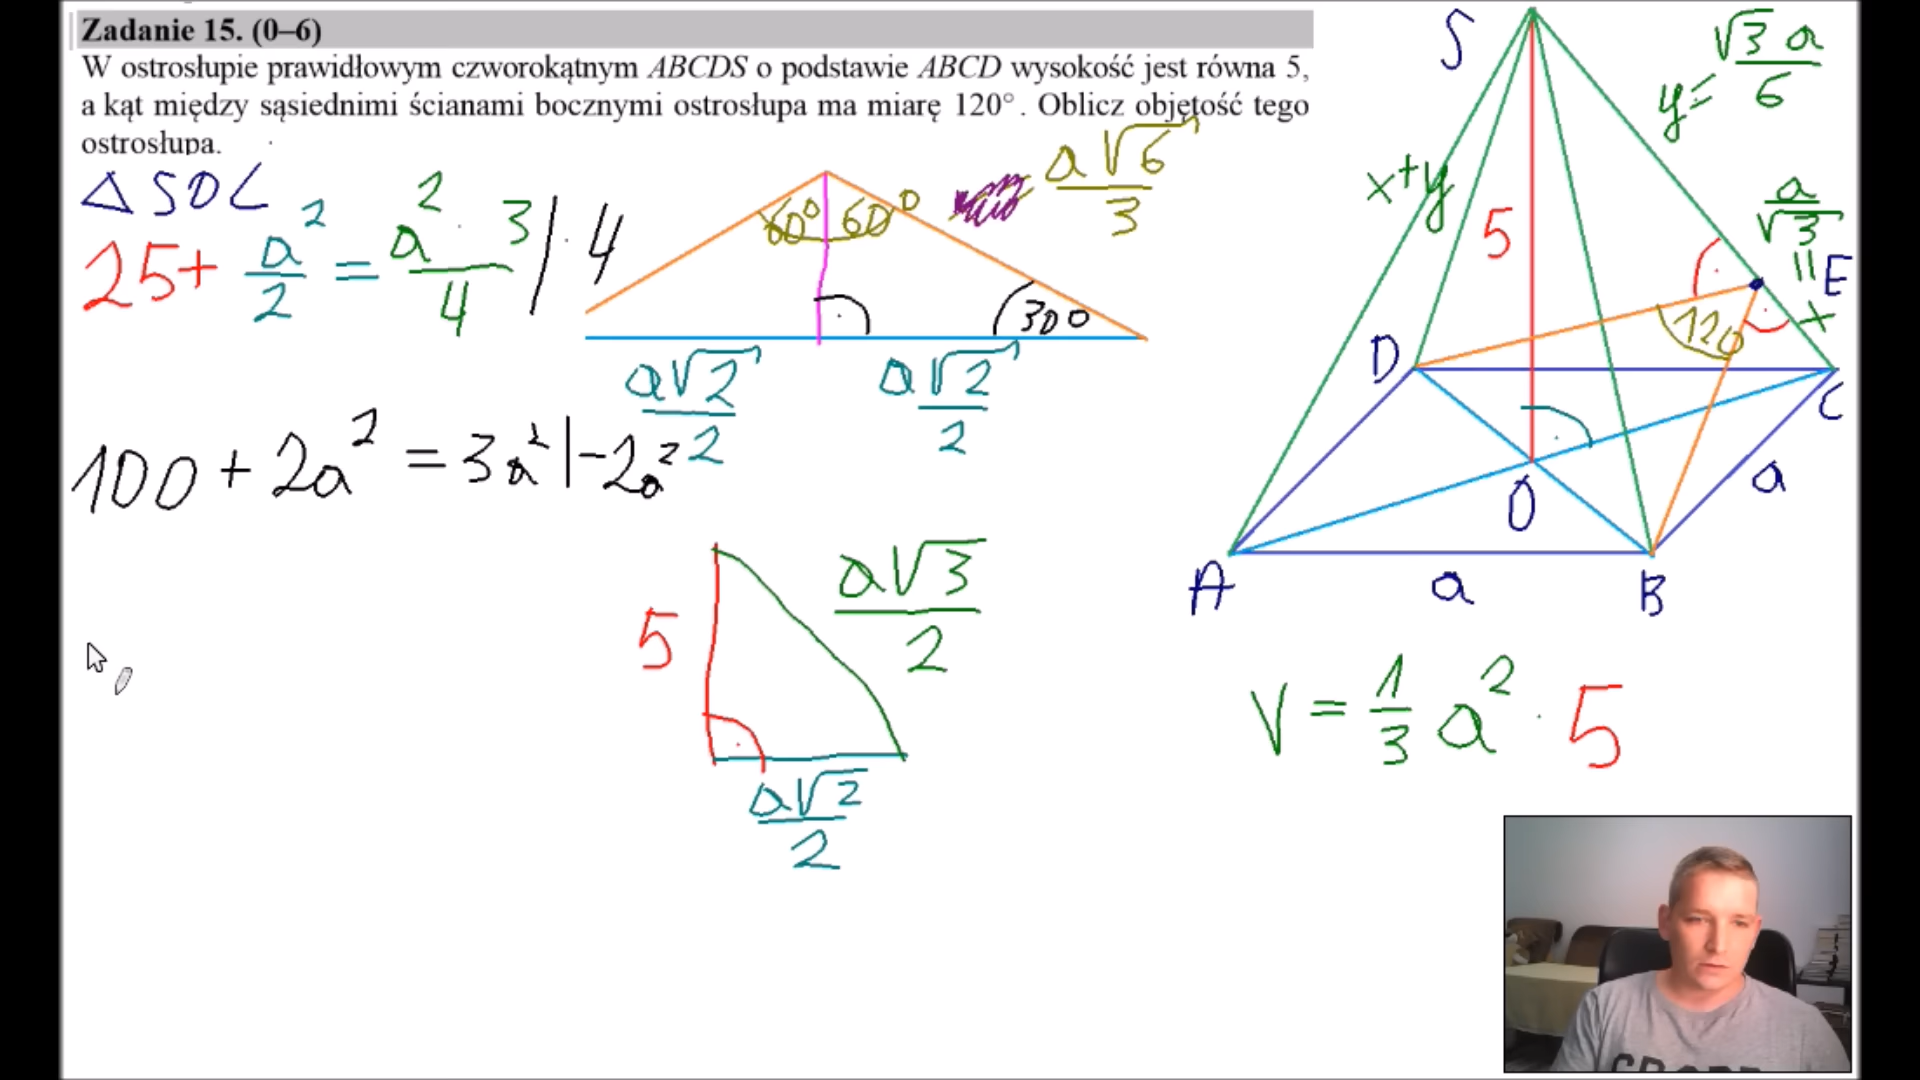 Zadanie 15. (0–6)
W ostrosłupie prawidłowym czworokątnym ABCDS o podstawie ABCD wysokość jest równa 5,
a kąt między sąsiednimi ścianami bocznymi ostrosłupa ma miarę 120°. Oblicz objętość tego
ostrosłupa.
△SOC
25 + a²/2 = a²·3/4 | ·4
100 + 2a² = 3a² | -2a²
60° 60°
a√6/3
30°
a√2/2 a√2/2
5
a√3/2
a√2/2
S
y = √3 a/6
x+y
5
a/√3
=
E
x
120
D
C
O
a
A
a
B
V = 1/3 a² · 5